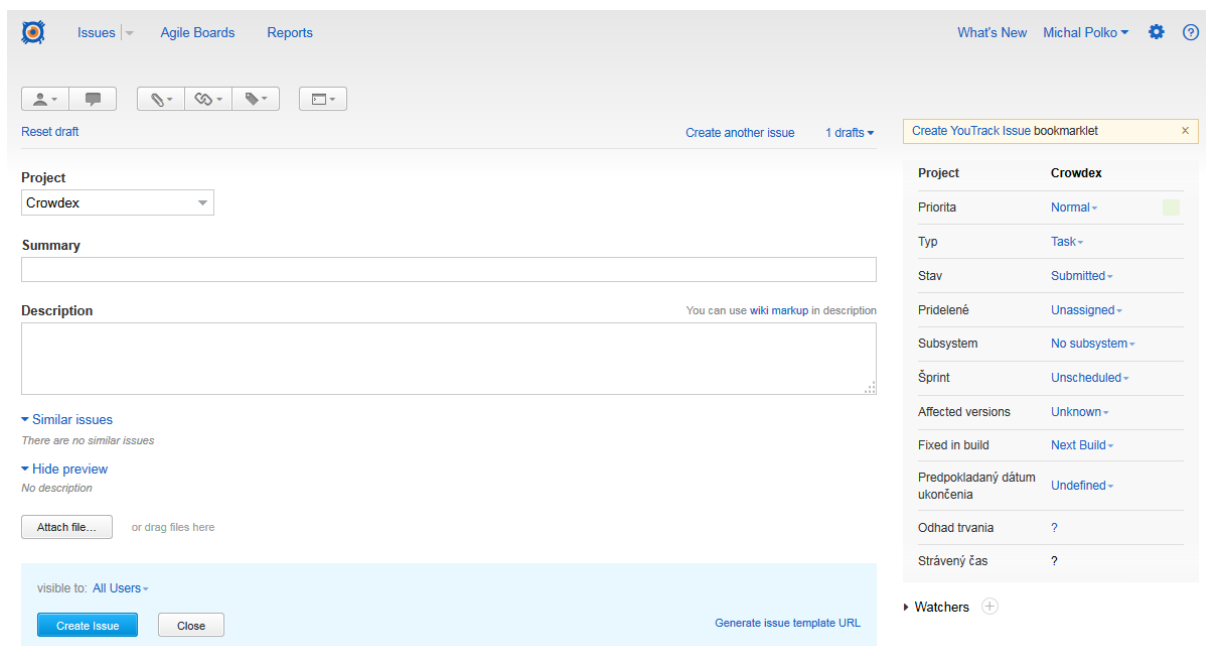 Issues Agile Boards Reports What's New Michal Polko
Reset draft Create another issue 1 drafts
Create YouTrack Issue bookmarklet ×
Project
Crowdex
Summary
Description You can use wiki markup in description
Similar issues
There are no similar issues
Hide preview
No description
Attach file... or drag files here
visible to: All Users
Create Issue Close Generate issue template URL
Project Crowdex
Priorita Normal
Typ Task
Stav Submitted
Pridelené Unassigned
Subsystem No subsystem
Šprint Unscheduled
Affected versions Unknown
Fixed in build Next Build
Predpokladaný dátum
ukončenia Undefined
Odhad trvania ?
Strávený čas ?
Watchers